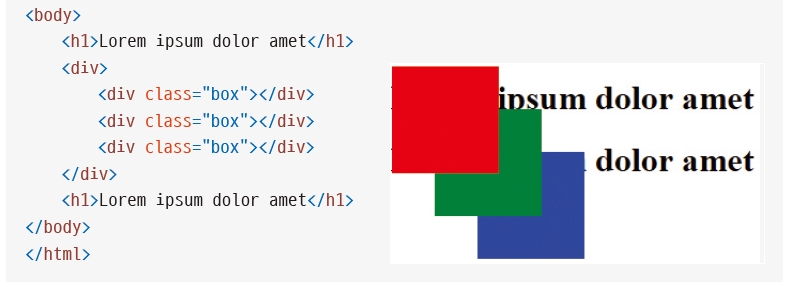 <body>
<h1>Lorem ipsum dolor amet</h1>
<div>
<div class="box"></div>
<div class="box"></div>
<div class="box"></div>
</div>
<h1>Lorem ipsum dolor amet</h1>
</body>
</html>
ipsum dolor amet
dolor amet